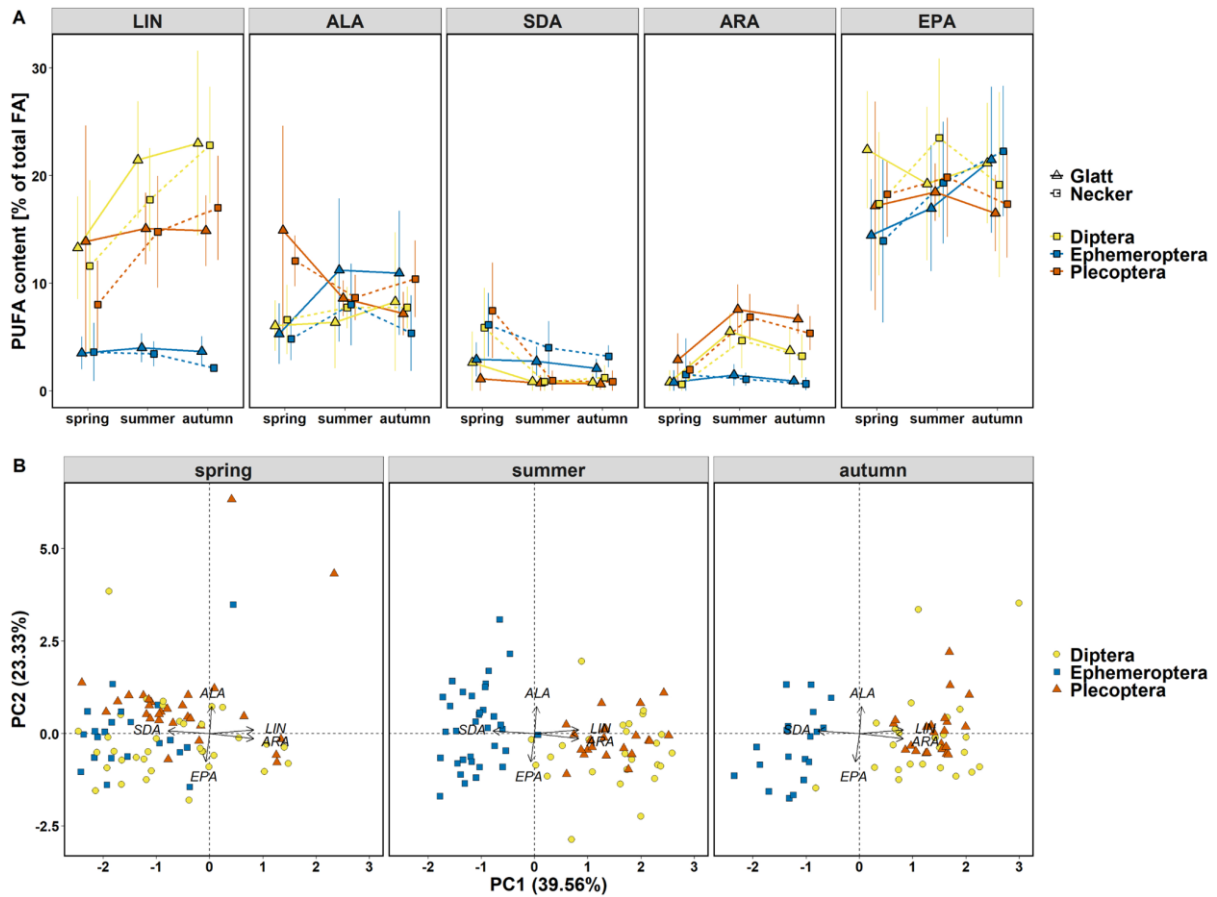 A
LIN ALA SDA ARA EPA
PUFA content [% of total FA]
30
20
10
0
spring summer autumn spring summer autumn spring summer autumn spring summer autumn spring summer autumn
Glatt
Necker
Diptera
Ephemeroptera
Plecoptera
B
spring summer autumn
PC2 (23.33%)
5.0
2.5
0.0
-2.5
ALA ALA ALA
SDA LIN SDA LIN SDA LIN
ARA ARA ARA
EPA EPA EPA
-2 -1 0 1 2 3 -2 -1 0 1 2 3 -2 -1 0 1 2 3
PC1 (39.56%)
Diptera
Ephemeroptera
Plecoptera